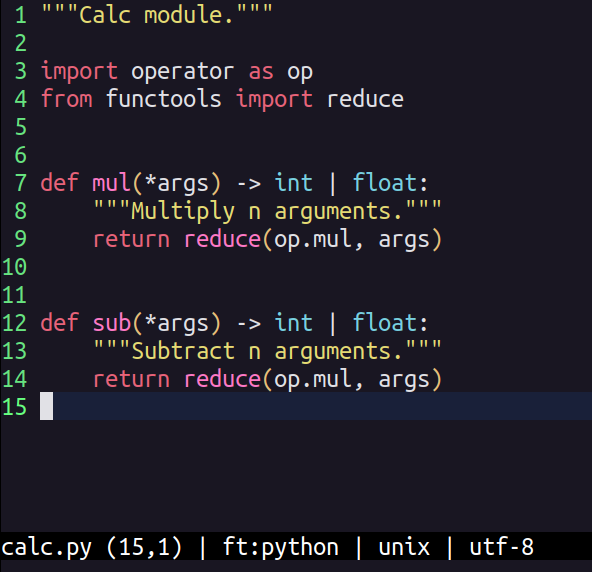 1 """Calc module."""
2
3 import operator as op
4 from functools import reduce
5
6
7 def mul(*args) -> int | float:
8     """Multiply n arguments."""
9     return reduce(op.mul, args)
10
11
12 def sub(*args) -> int | float:
13     """Subtract n arguments."""
14     return reduce(op.mul, args)
15
calc.py (15,1) | ft:python | unix | utf-8